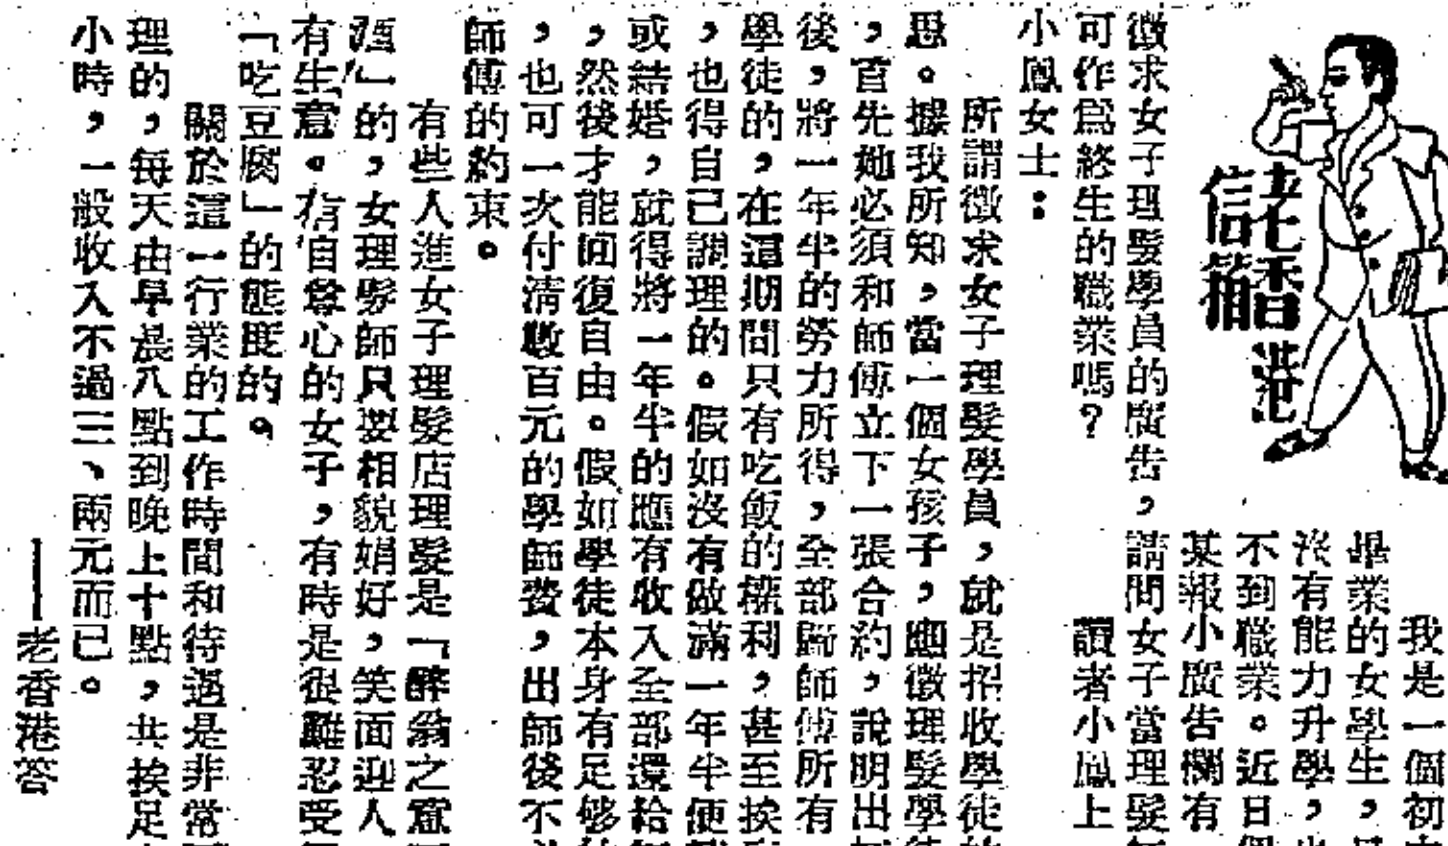 老香港
信箱
我是一個初
畢業的女學生，
沒有能力升學，
不到職業。近日
某報小廣告欄有
徵求女子理髮學員的廣告，請問女子當理髮
可作爲終生的職業嗎？
讀者小鳳上
小鳳女士：
所謂徵求女子理髮學員，就是招收學徒的
思。據我所知，當一個女孩子，應徵理髮學徒
，首先她必須和師傅立下一張合約，說明出
後，將一年半的勞力所得，全部歸師傅所有
學徒的，在這期間只有吃飯的權利，甚至挨
，也得自己調理的。假如沒有做滿一年半便
或結婚，就得將一年半的應有收入全部還給
，然後才能回復自由。假如學徒本身有足够
，也可一次付清數百元的學師費，出師後不
師傅的約束。
有些人進女子理髮店理髮是「醉翁之意
酒」的，女理髮師只要相貌娟好，笑面迎人
有生意。有自尊心的女子，有時是很難忍受
「吃豆腐」的態度的。
關於這一行業的工作時間和待遇是非常
理的，每天由早晨八點到晚上十點，共挨足
小時，一般收入不過三、兩元而已。
——老香港答